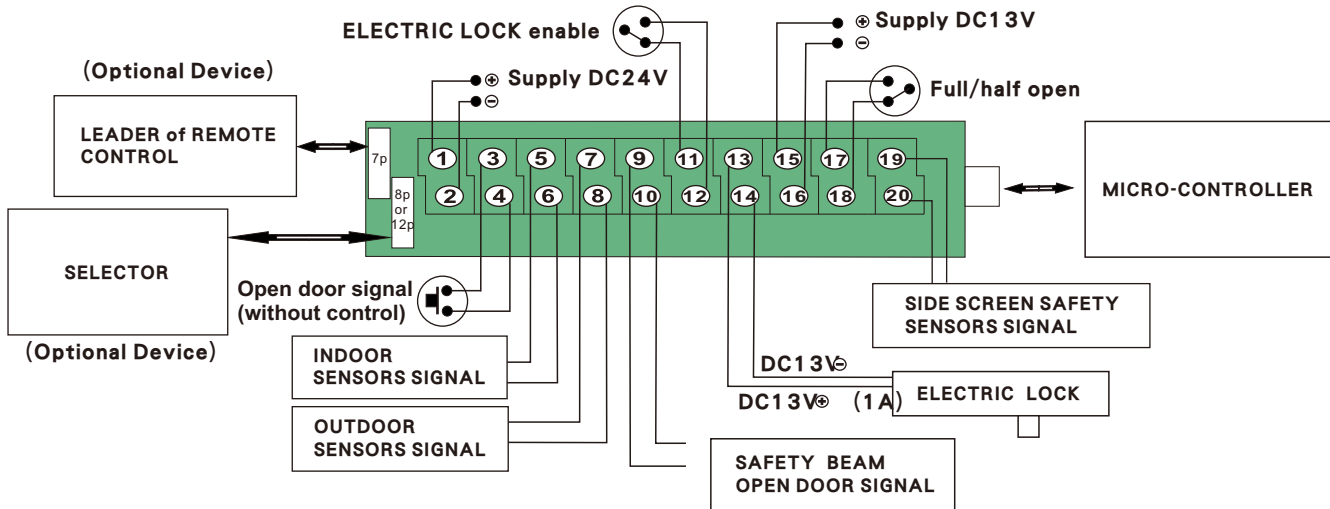 ELECTRIC LOCK enable
⊕ Supply DC13V
⊖
(Optional Device)
⊕ Supply DC24V
⊖
Full/half open
LEADER of REMOTE
CONTROL
7p
1 3 5 7 9 11 13 15 17 19
8p
or
12p
2 4 6 8 10 12 14 16 18 20
MICRO-CONTROLLER
SELECTOR
(Optional Device)
Open door signal
(without control)
SIDE SCREEN SAFETY
SENSORS SIGNAL
INDOOR
SENSORS SIGNAL
DC13V⊖
DC13V⊕ (1A)
ELECTRIC LOCK
OUTDOOR
SENSORS SIGNAL
SAFETY BEAM
OPEN DOOR SIGNAL